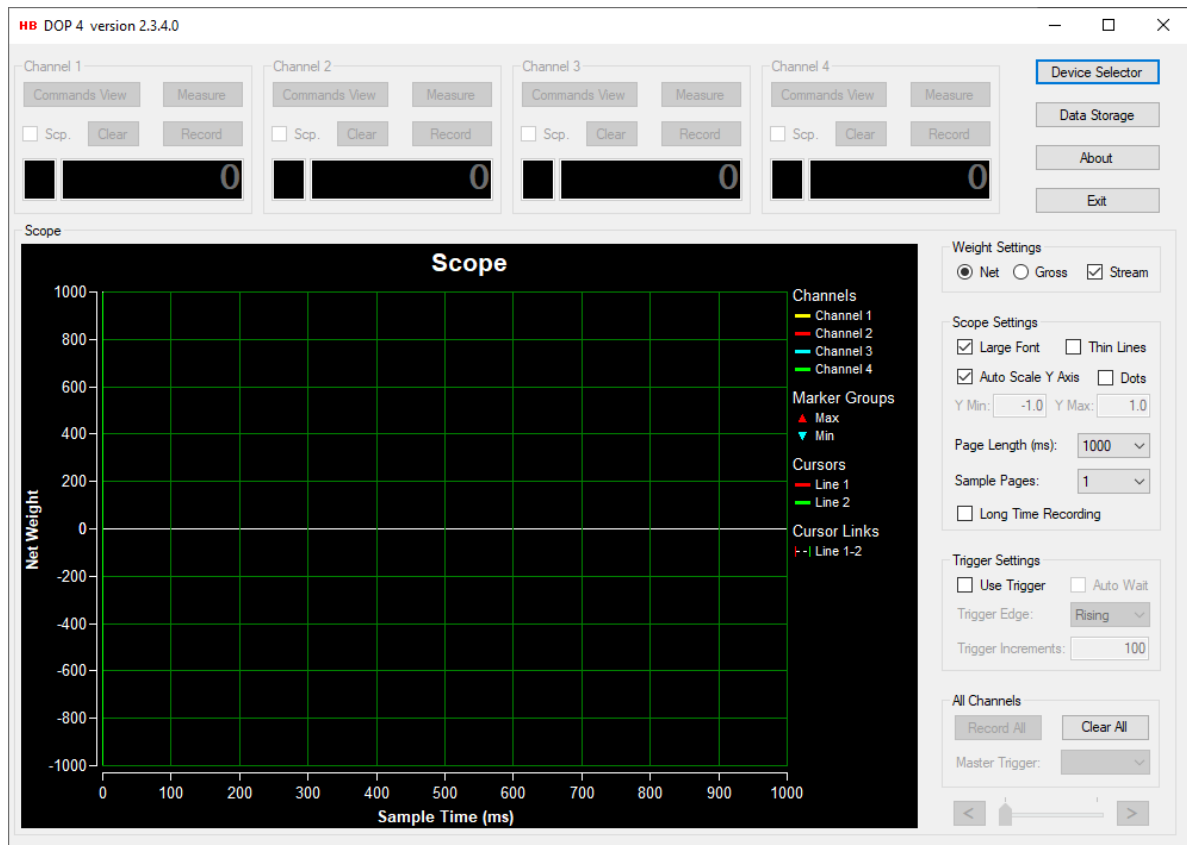 HB DOP 4 version 2.3.4.0
Channel 1 Channel 2 Channel 3 Channel 4
Commands View Measure Commands View Measure Commands View Measure Commands View Measure
Scp. Clear Record Scp. Clear Record Scp. Clear Record Scp. Clear Record
0 0 0 0
Device Selector
Data Storage
About
Exit
Scope
Scope
1000
800
600
400
200
0
-200
-400
-600
-800
-1000
Net Weight
0 100 200 300 400 500 600 700 800 900 1000
Sample Time (ms)
Channels
Channel 1
Channel 2
Channel 3
Channel 4
Marker Groups
Max
Min
Cursors
Line 1
Line 2
Cursor Links
Line 1-2
Weight Settings
Net Gross Stream
Scope Settings
Large Font Thin Lines
Auto Scale Y Axis Dots
Y Min: -1.0 Y Max: 1.0
Page Length (ms): 1000
Sample Pages: 1
Long Time Recording
Trigger Settings
Use Trigger Auto Wait
Trigger Edge: Rising
Trigger Increments: 100
All Channels
Record All Clear All
Master Trigger:
< >